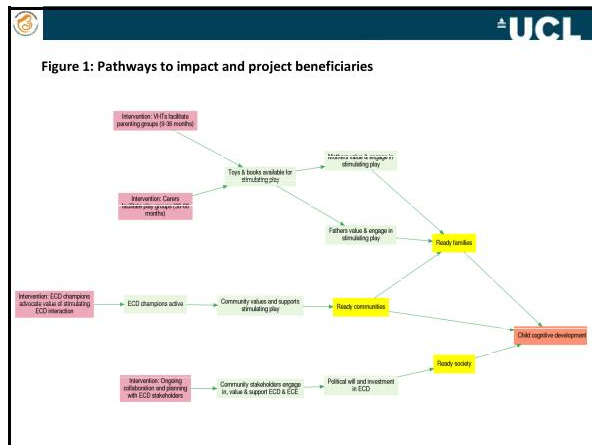 UCL
Figure 1: Pathways to impact and project beneficiaries
Intervention: VHTs facilitate
parenting groups (9-36 months)
Toys & books available for
stimulating play
Mothers value & engage in
stimulating play
Intervention: Carers
facilitate play groups
months)
Fathers value & engage in
stimulating play
Ready families
Intervention: ECD champions
advocate value of stimulating
ECD interaction
ECD champions active
Community values and supports
stimulating play
Ready communities
Child cognitive development
Ready society
Intervention: Ongoing
collaboration and planning
with ECD stakeholders
Community stakeholders engage
in, value & support ECD & ECE
Political will and investment
in ECD